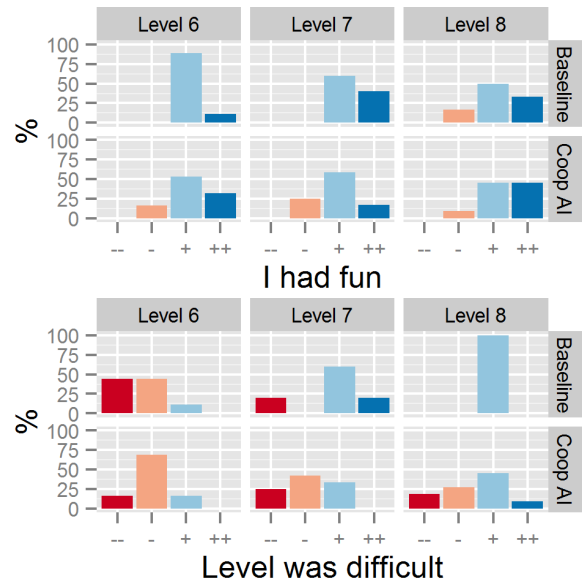 Level 6 Level 7 Level 8
100
75
50
25
0
Baseline
100
75
50
25
0
Coop AI
%
-- - + ++ -- - + ++ -- - + ++
I had fun
Level 6 Level 7 Level 8
100
75
50
25
0
Baseline
100
75
50
25
0
Coop AI
%
-- - + ++ -- - + ++ -- - + ++
Level was difficult